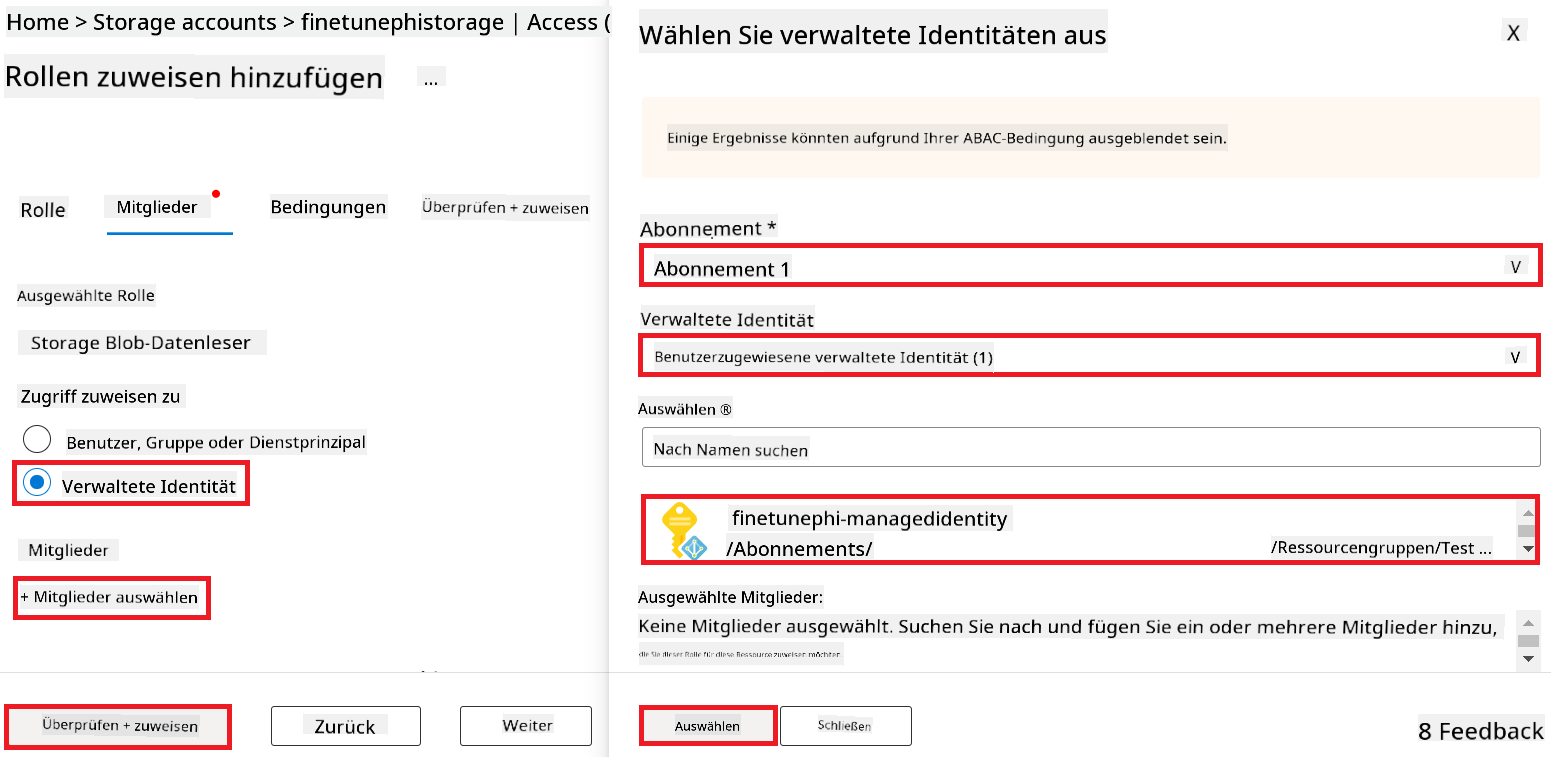 Home > Storage accounts > finetunephistorage | Access (
Rollen zuweisen hinzufügen ...
Rolle Mitglieder Bedingungen Überprüfen + zuweisen
Ausgewählte Rolle
Storage Blob-Datenleser
Zugriff zuweisen zu
Benutzer, Gruppe oder Dienstprinzipal
Verwaltete Identität
Mitglieder
+ Mitglieder auswählen
Überprüfen + zuweisen Zurück Weiter
Wählen Sie verwaltete Identitäten aus X
Einige Ergebnisse könnten aufgrund Ihrer ABAC-Bedingung ausgeblendet sein.
Abonnement *
Abonnement 1 V
Verwaltete Identität
Benutzerzugewiesene verwaltete Identität (1) V
Auswählen ®
Nach Namen suchen
finetunephi-managedidentity
/Abonnements/ /Ressourcengruppen/Test ...
Ausgewählte Mitglieder:
Keine Mitglieder ausgewählt. Suchen Sie nach und fügen Sie ein oder mehrere Mitglieder hinzu,
die Sie dieser Rolle für diese Ressource zuweisen möchten.
Auswählen Schließen
8 Feedback